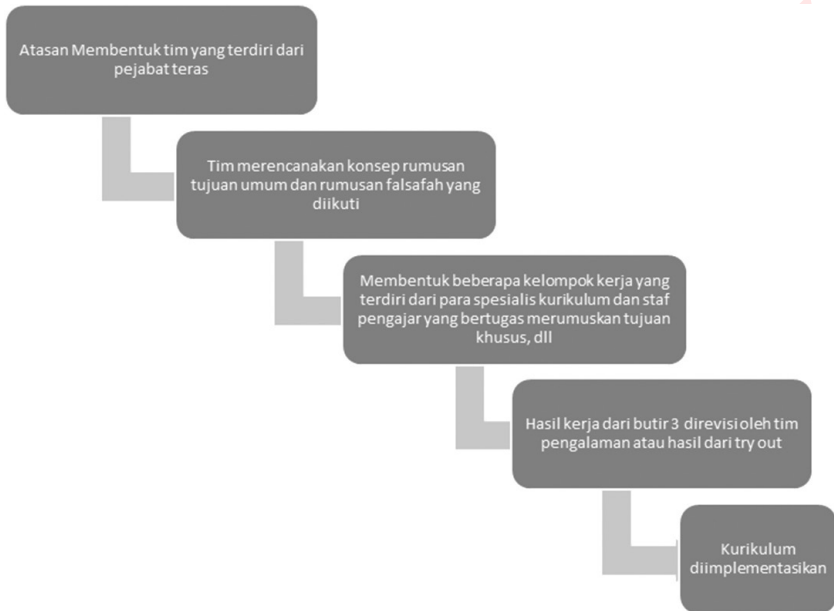 Atasan Membentuk tim yang terdiri dari
pejabat teras
Tim merencanakan konsep rumusan
tujuan umum dan rumusan falsafah yang
diikuti
Membentuk beberapa kelompok kerja yang
terdiri dari para spesialis kurikulum dan staf
pengajar yang bertugas merumuskan tujuan
khusus, dll
Hasil kerja dari butir 3 direvisi oleh tim
pengalaman atau hasil dari try out
Kurikulum
diimplementasikan